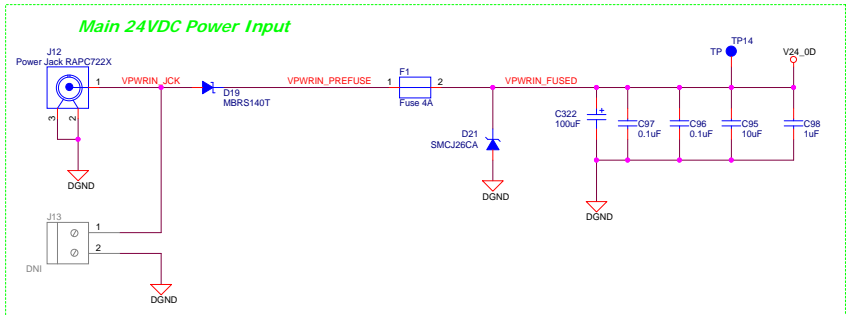 Main 24VDC Power Input
J12
Power Jack RAPC722X
1
3
2
DGND
VPWRIN_JCK
D19
MBRS140T
VPWRIN_PREFUSE
F1
1
2
Fuse 4A
VPWRIN_FUSED
D21
SMCJ26CA
DGND
C322
100uF
+
DGND
C97
0.1uF
C96
0.1uF
TP14
TP
C95
10uF
V24_0D
C98
1uF
J13
1
2
DNI
DGND